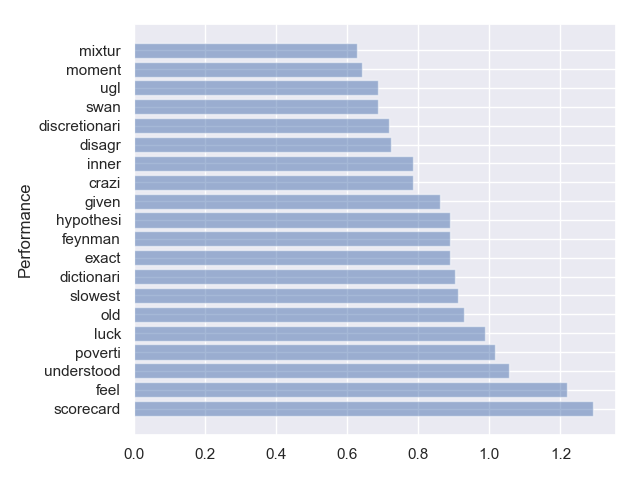 mixtur
moment
ugl
swan
discretionari
disagr
inner
crazi
given
hypothesi
feynman
exact
dictionari
slowest
old
luck
poverti
understood
feel
scorecard
Performance
0.0 0.2 0.4 0.6 0.8 1.0 1.2